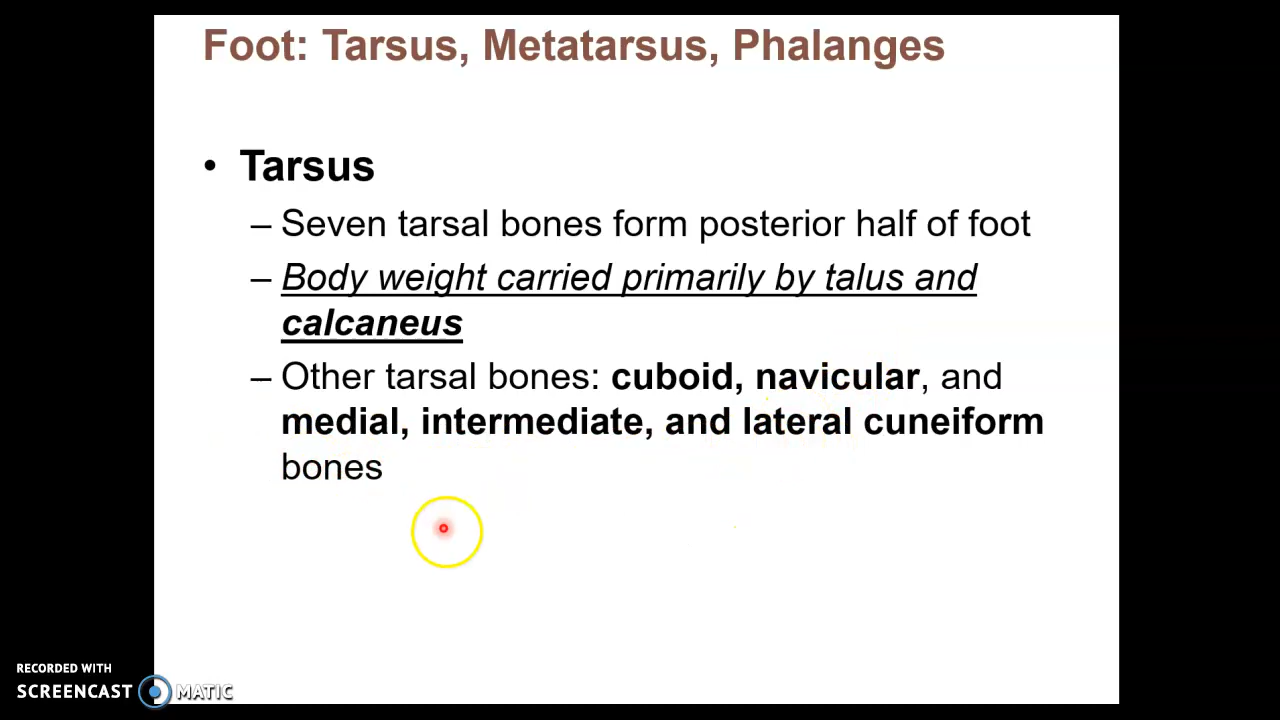 Foot: Tarsus, Metatarsus, Phalanges
• Tarsus
– Seven tarsal bones form posterior half of foot
– Body weight carried primarily by talus and
calcaneus
– Other tarsal bones: cuboid, navicular, and
medial, intermediate, and lateral cuneiform
bones
RECORDED WITH
SCREENCAST MATIC